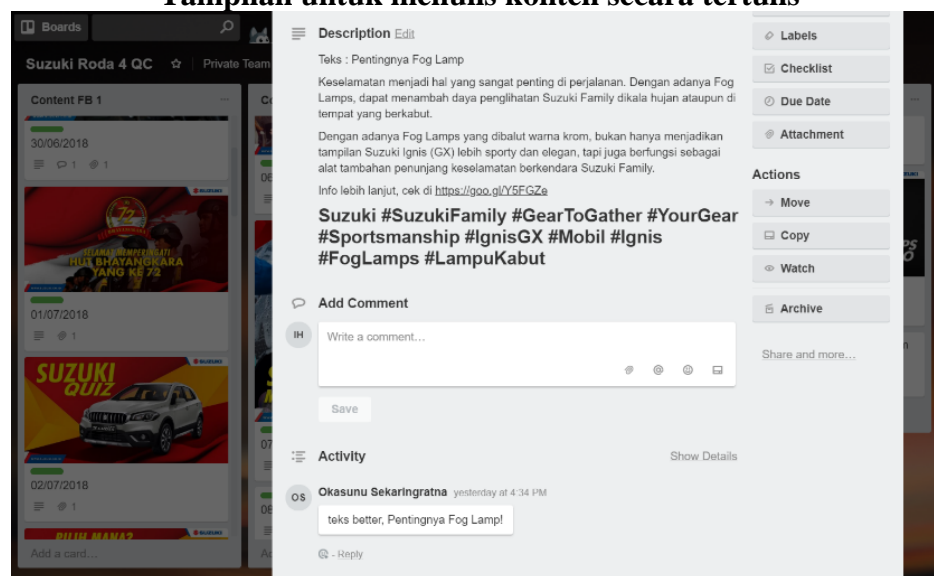 Tampilan untuk menulis konten secara tertulis
Boards
Suzuki Roda 4 QC ☆ Private Team
Content FB 1 ...
30/06/2018
1 1
SUZUKI
72
SELAMAT MEMPERINGATI
HUT BHAYANGKARA
YANG KE 72
01/07/2018
1
SUZUKI
SUZUKI
QUIZ
02/07/2018
1
PILIH MANA?
SUZUKI
Add a card...
Description Edit
Teks : Pentingnya Fog Lamp
Keselamatan menjadi hal yang sangat penting di perjalanan. Dengan adanya Fog
Lamps, dapat menambah daya penglihatan Suzuki Family dikala hujan ataupun di
tempat yang berkabut.
Dengan adanya Fog Lamps yang dibalut warna krom, bukan hanya menjadikan
tampilan Suzuki Ignis (GX) lebih sporty dan elegan, tapi juga berfungsi sebagai
alat tambahan penunjang keselamatan berkendara Suzuki Family.
Info lebih lanjut, cek di https://goo.gl/Y5FGZe
Suzuki #SuzukiFamily #GearToGather #YourGear
#Sportsmanship #IgnisGX #Mobil #Ignis
#FogLamps #LampuKabut
Add Comment
IH
Write a comment...
Save
Activity Show Details
OS Okasunu Sekaringratna yesterday at 4:34 PM
teks better, Pentingnya Fog Lamp!
- Reply
Labels
Checklist
Due Date
Attachment
Actions
Move
Copy
Watch
Archive
Share and more...